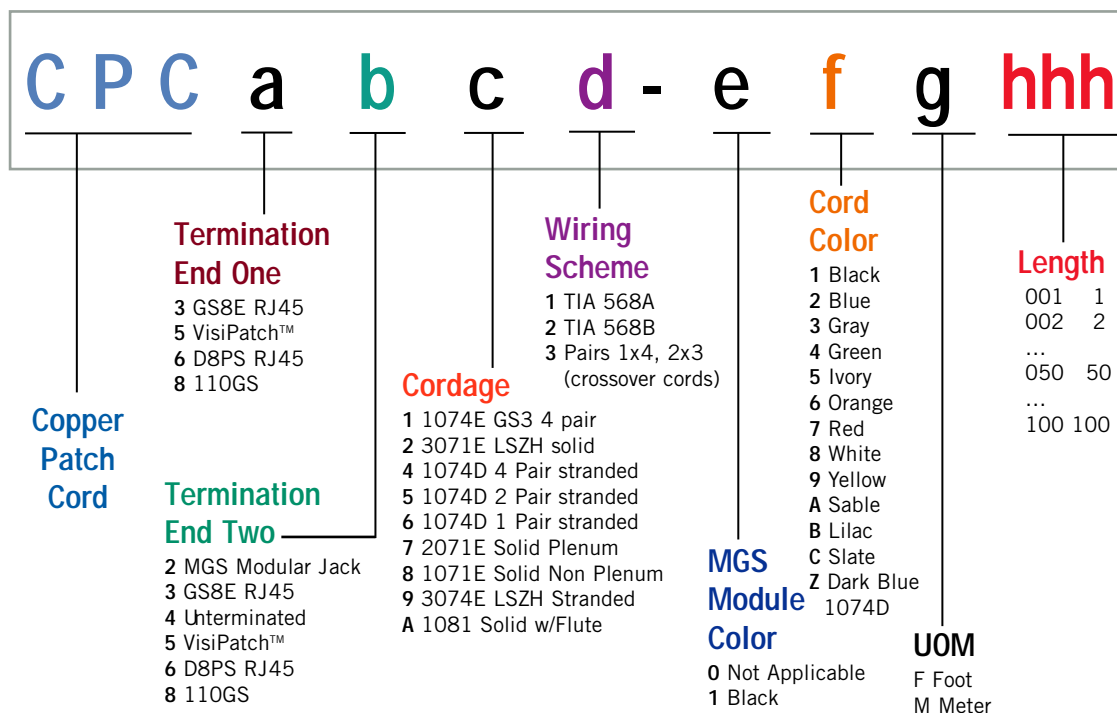 C P C a b c d - e f g hhh
Copper
Patch
Cord
Termination
End One
3 GS8E RJ45
5 VisiPatch™
6 D8PS RJ45
8 110GS
Termination
End Two
2 MGS Modular Jack
3 GS8E RJ45
4 Unterminated
5 VisiPatch™
6 D8PS RJ45
8 110GS
Cordage
1 1074E GS3 4 pair
2 3071E LSZH solid
4 1074D 4 Pair stranded
5 1074D 2 Pair stranded
6 1074D 1 Pair stranded
7 2071E Solid Plenum
8 1071E Solid Non Plenum
9 3074E LSZH Stranded
A 1081 Solid w/Flute
Wiring
Scheme
1 TIA 568A
2 TIA 568B
3 Pairs 1x4, 2x3
(crossover cords)
MGS
Module
Color
0 Not Applicable
1 Black
Cord
Color
1 Black
2 Blue
3 Gray
4 Green
5 Ivory
6 Orange
7 Red
8 White
9 Yellow
A Sable
B Lilac
C Slate
Z Dark Blue
1074D
UOM
F Foot
M Meter
Length
001 1
002 2
...
050 50
...
100 100